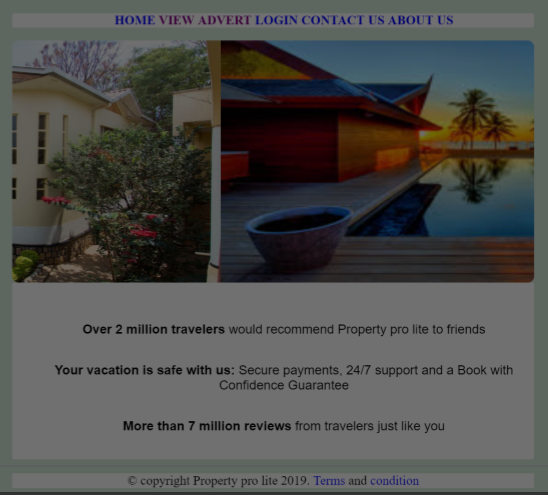 HOME VIEW ADVERT LOGIN CONTACT US ABOUT US
Over 2 million travelers would recommend Property pro lite to friends
Your vacation is safe with us: Secure payments, 24/7 support and a Book with
Confidence Guarantee
More than 7 million reviews from travelers just like you
© copyright Property pro lite 2019. Terms and condition